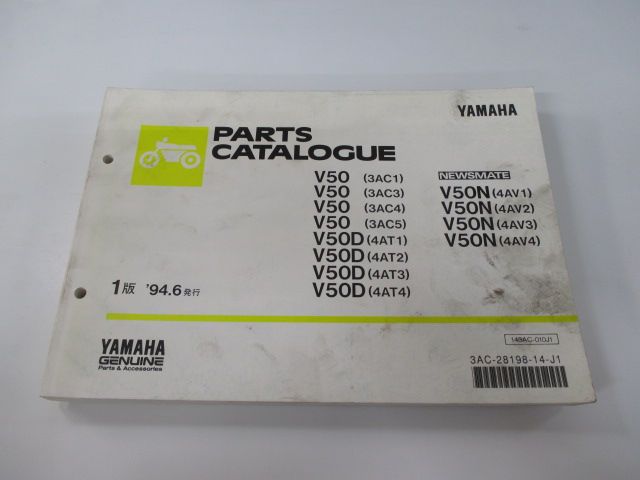 YAMAHA
PARTS
CATALOGUE
V50 (3AC1)
V50 (3AC3)
V50 (3AC4)
V50 (3AC5)
V50D (4AT1)
V50D (4AT2)
V50D (4AT3)
V50D (4AT4)
NEWSMATE
V50N (4AV1)
V50N (4AV2)
V50N (4AV3)
V50N (4AV4)
1版 '94.6発行
YAMAHA
GENUINE
Parts & Accessories
149AC-010J1
3AC-28198-14-J1